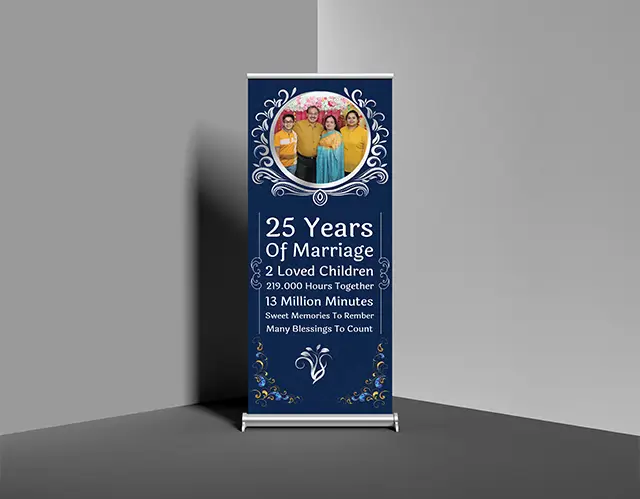 25 Years
Of Marriage
2 Loved Children
219.000 Hours Together
13 Million Minutes
Sweet Memories To Rember
Many Blessings To Count